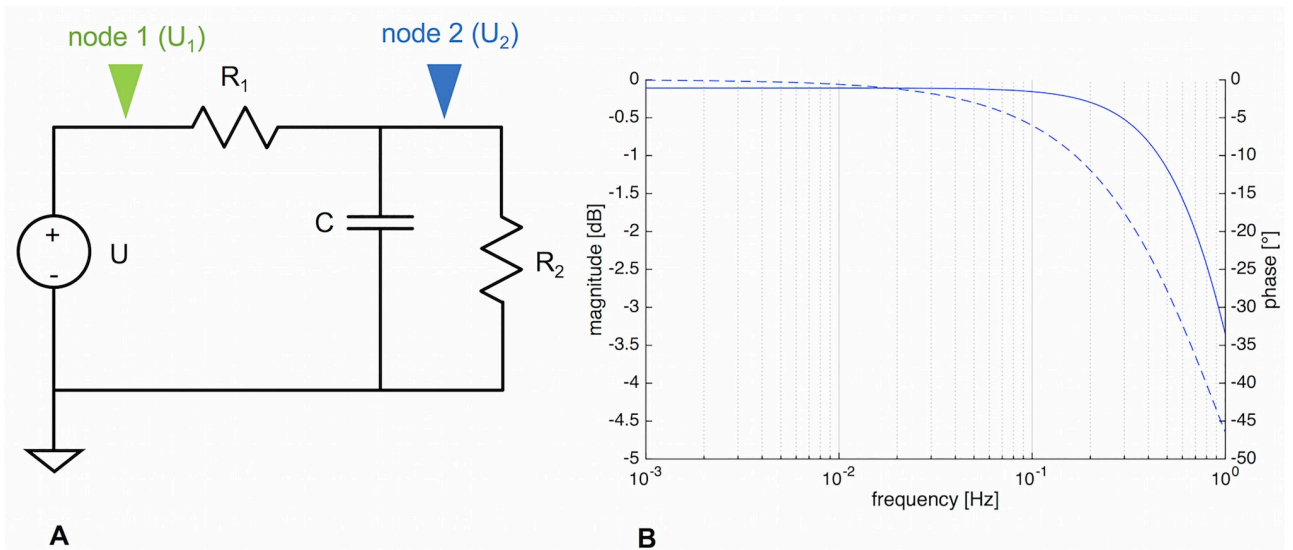 node 1 (U₁)
node 2 (U₂)
R₁
C
+
-
U
R₂
A
0
-0.5
-1
-1.5
-2
-2.5
-3
-3.5
-4
-4.5
-5
magnitude [dB]
0
-5
-10
-15
-20
-25
-30
-35
-40
-45
-50
phase [°]
10⁻³
10⁻²
10⁻¹
10⁰
frequency [Hz]
B